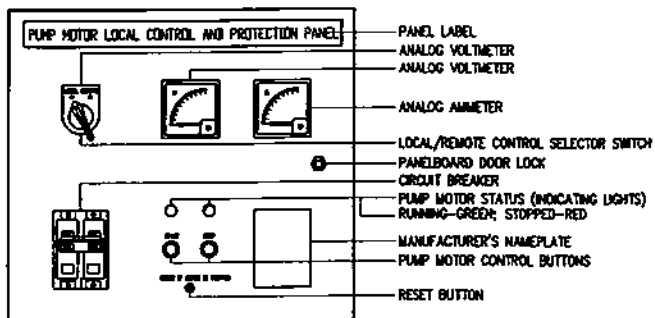 PUMP MOTOR LOCAL CONTROL AND PROTECTION PANEL
PANEL LABEL
ANALOG VOLTMETER
ANALOG VOLTMETER
ANALOG AMMETER
LOCAL/REMOTE CONTROL SELECTOR SWITCH
PANELBOARD DOOR LOCK
CIRCUIT BREAKER
PUMP MOTOR STATUS (INDICATING LIGHTS)
RUNNING-GREEN; STOPPED-RED
MANUFACTURER'S NAMEPLATE
PUMP MOTOR CONTROL BUTTONS
RESET BUTTON